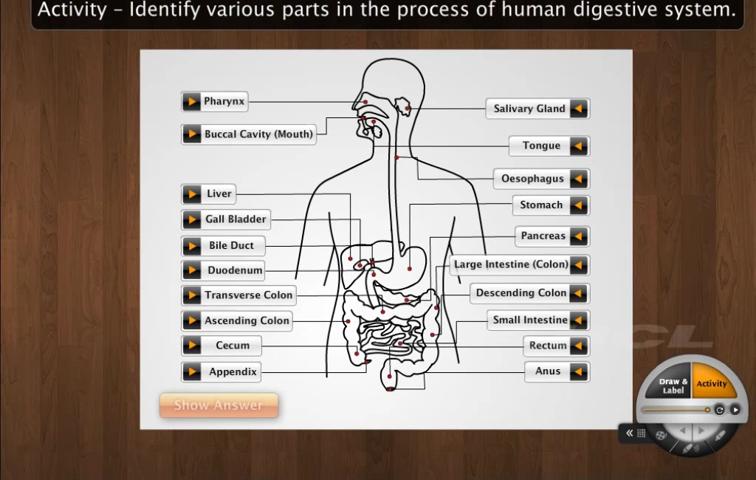 Activity – Identify various parts in the process of human digestive system.
Pharynx
Buccal Cavity (Mouth)
Liver
Gall Bladder
Bile Duct
Duodenum
Transverse Colon
Ascending Colon
Cecum
Appendix
Salivary Gland
Tongue
Oesophagus
Stomach
Pancreas
Large Intestine (Colon)
Descending Colon
Small Intestine
Rectum
Anus
Show Answer
Draw &
Label
Activity